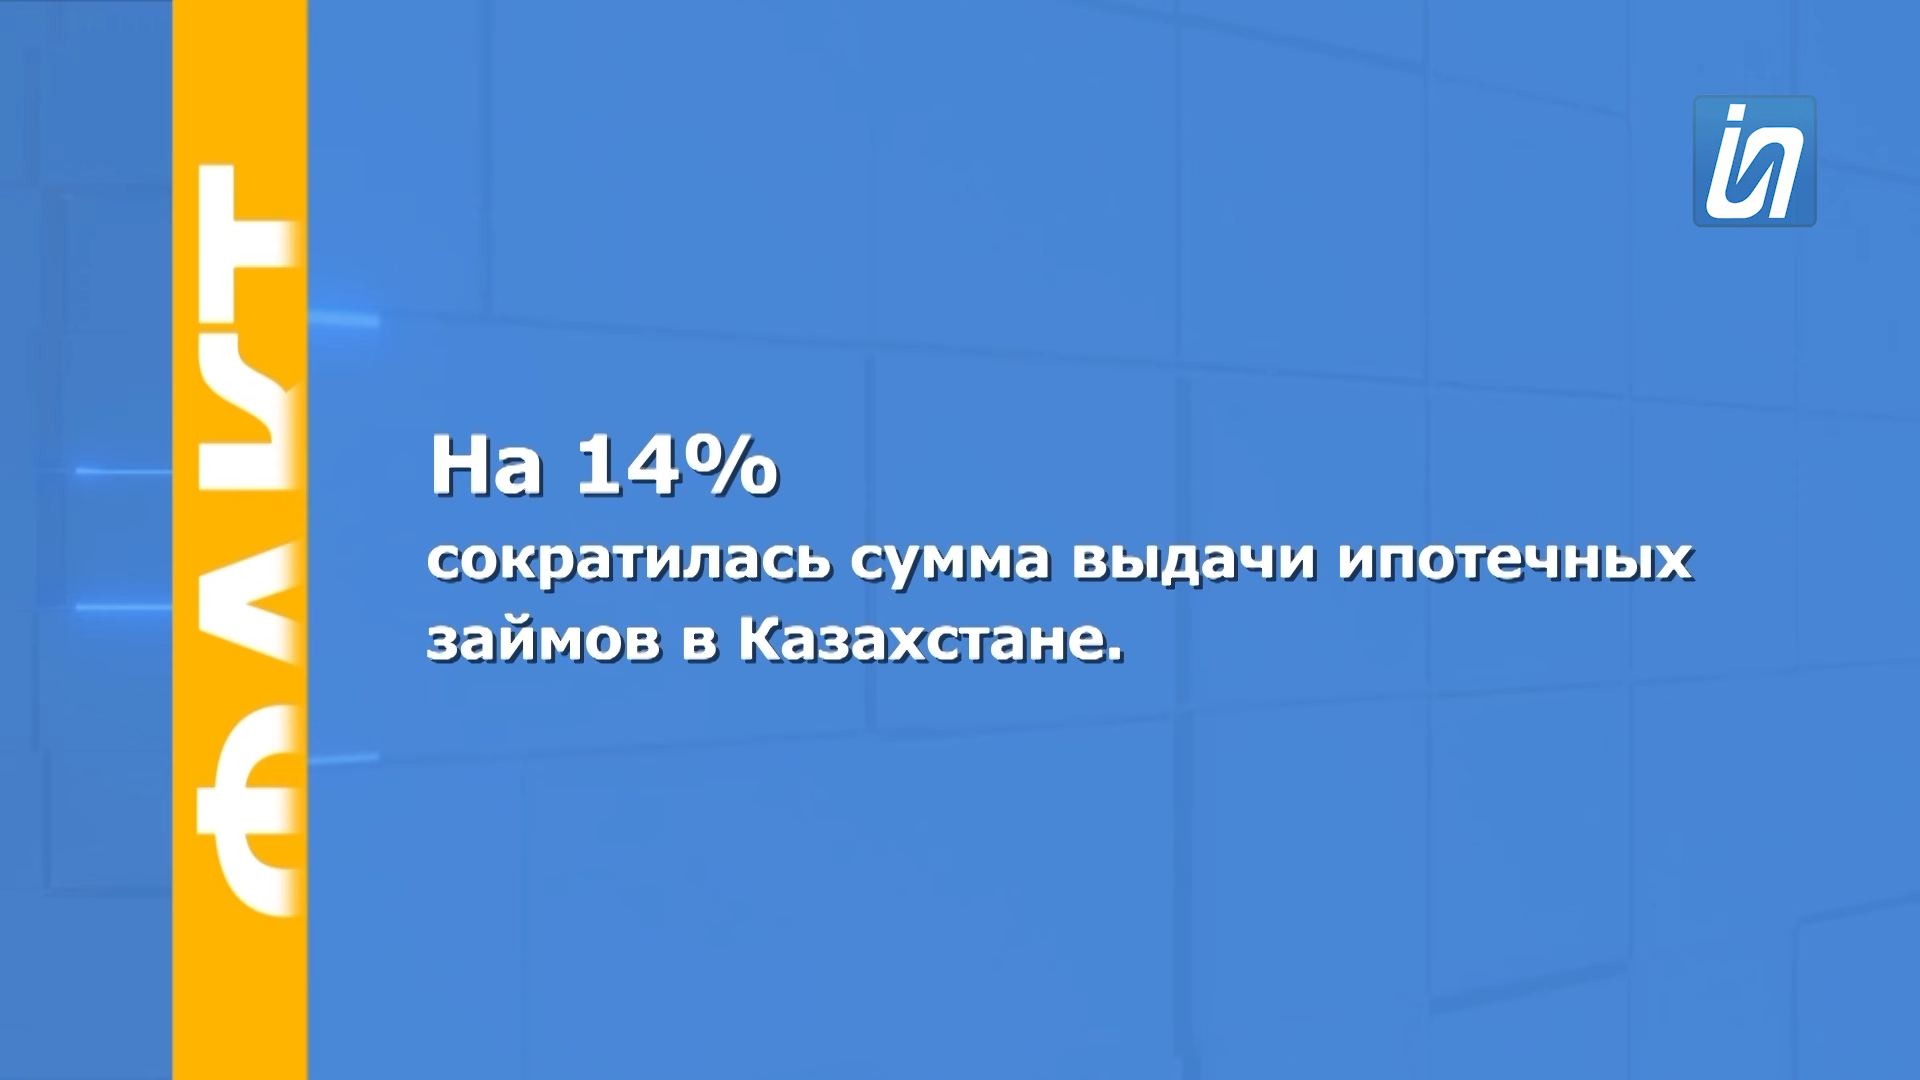 ФАКТ
На 14%
сократилась сумма выдачи ипотечных
займов в Казахстане.